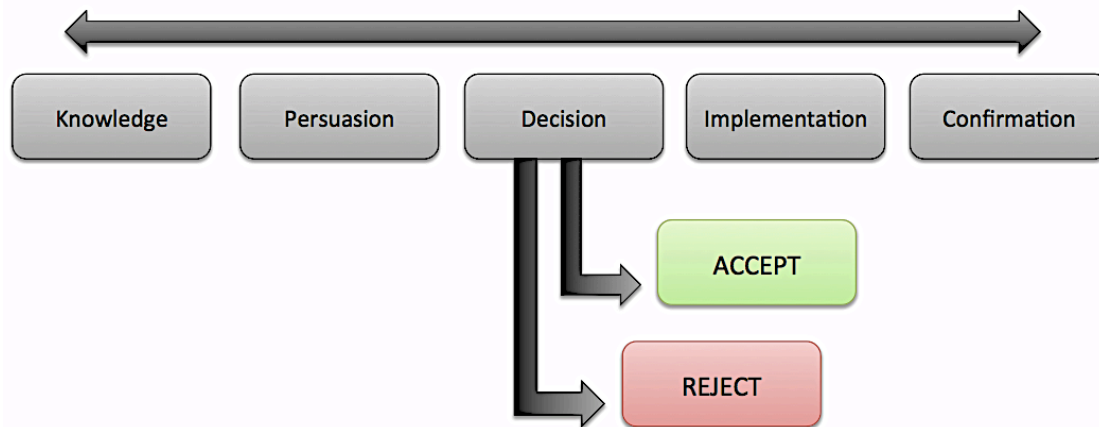 Knowledge
Persuasion
Decision
Implementation
Confirmation
ACCEPT
REJECT